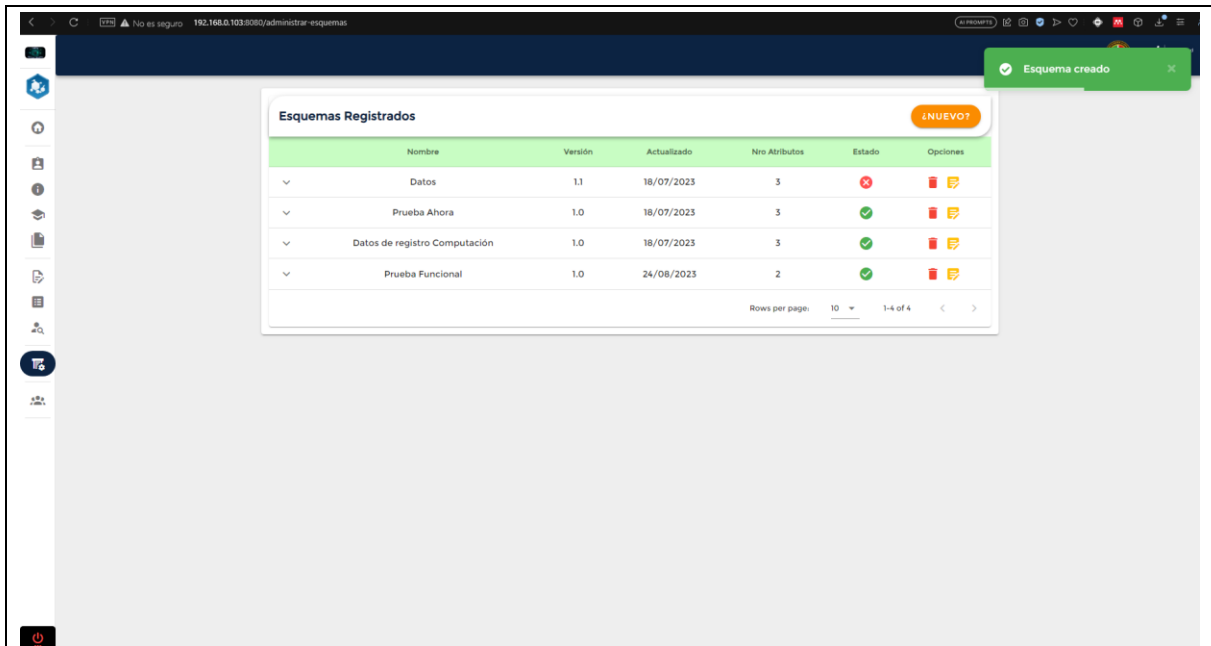 VPN No es seguro 192.168.0.103:8080/administrar-esquemas AI PROMPTS
Esquema creado
Esquemas Registrados ¿NUEVO?
Nombre Versión Actualizado Nro Atributos Estado Opciones
Datos 1.1 18/07/2023 3
Prueba Ahora 1.0 18/07/2023 3
Datos de registro Computación 1.0 18/07/2023 3
Prueba Funcional 1.0 24/08/2023 2
Rows per page: 10 1-4 of 4